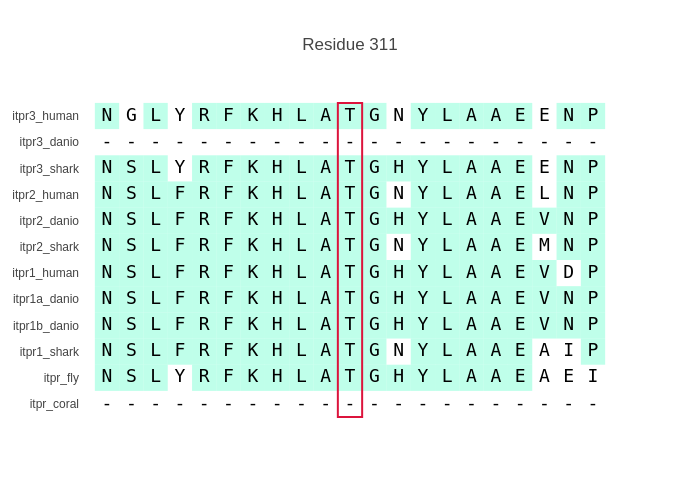 Residue 311
itpr3_human N G L Y R F K H L A T G N Y L A A E E N P
itpr3_danio - - - - - - - - - - - - - - - - - - - - -
itpr3_shark N S L Y R F K H L A T G H Y L A A E E N P
itpr2_human N S L F R F K H L A T G N Y L A A E L N P
itpr2_danio N S L F R F K H L A T G H Y L A A E V N P
itpr2_shark N S L F R F K H L A T G N Y L A A E M N P
itpr1_human N S L F R F K H L A T G H Y L A A E V D P
itpr1a_danio N S L F R F K H L A T G H Y L A A E V N P
itpr1b_danio N S L F R F K H L A T G H Y L A A E V N P
itpr1_shark N S L F R F K H L A T G N Y L A A E A I P
itpr_fly N S L Y R F K H L A T G H Y L A A E A E I
itpr_coral - - - - - - - - - - - - - - - - - - - - -